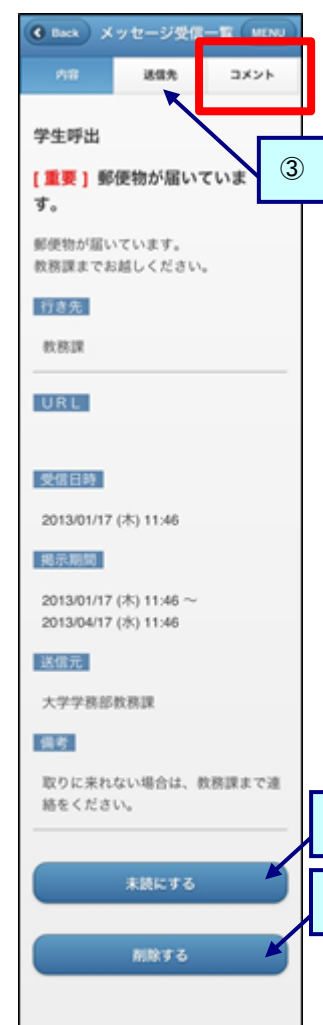 Back メッセージ受信一覧 MENU
内容 送信先 コメント
学生呼出
③
[ 重要 ] 郵便物が届いていま
す。
郵便物が届いています。
教務課までお越しください。
行き先
教務課
URL
受信日時
2013/01/17 (木) 11:46
掲示期間
2013/01/17 (木) 11:46 ～
2013/04/17 (水) 11:46
送信元
大学学務部教務課
備考
取りに来れない場合は、教務課まで連
絡をください。
未読にする
削除する